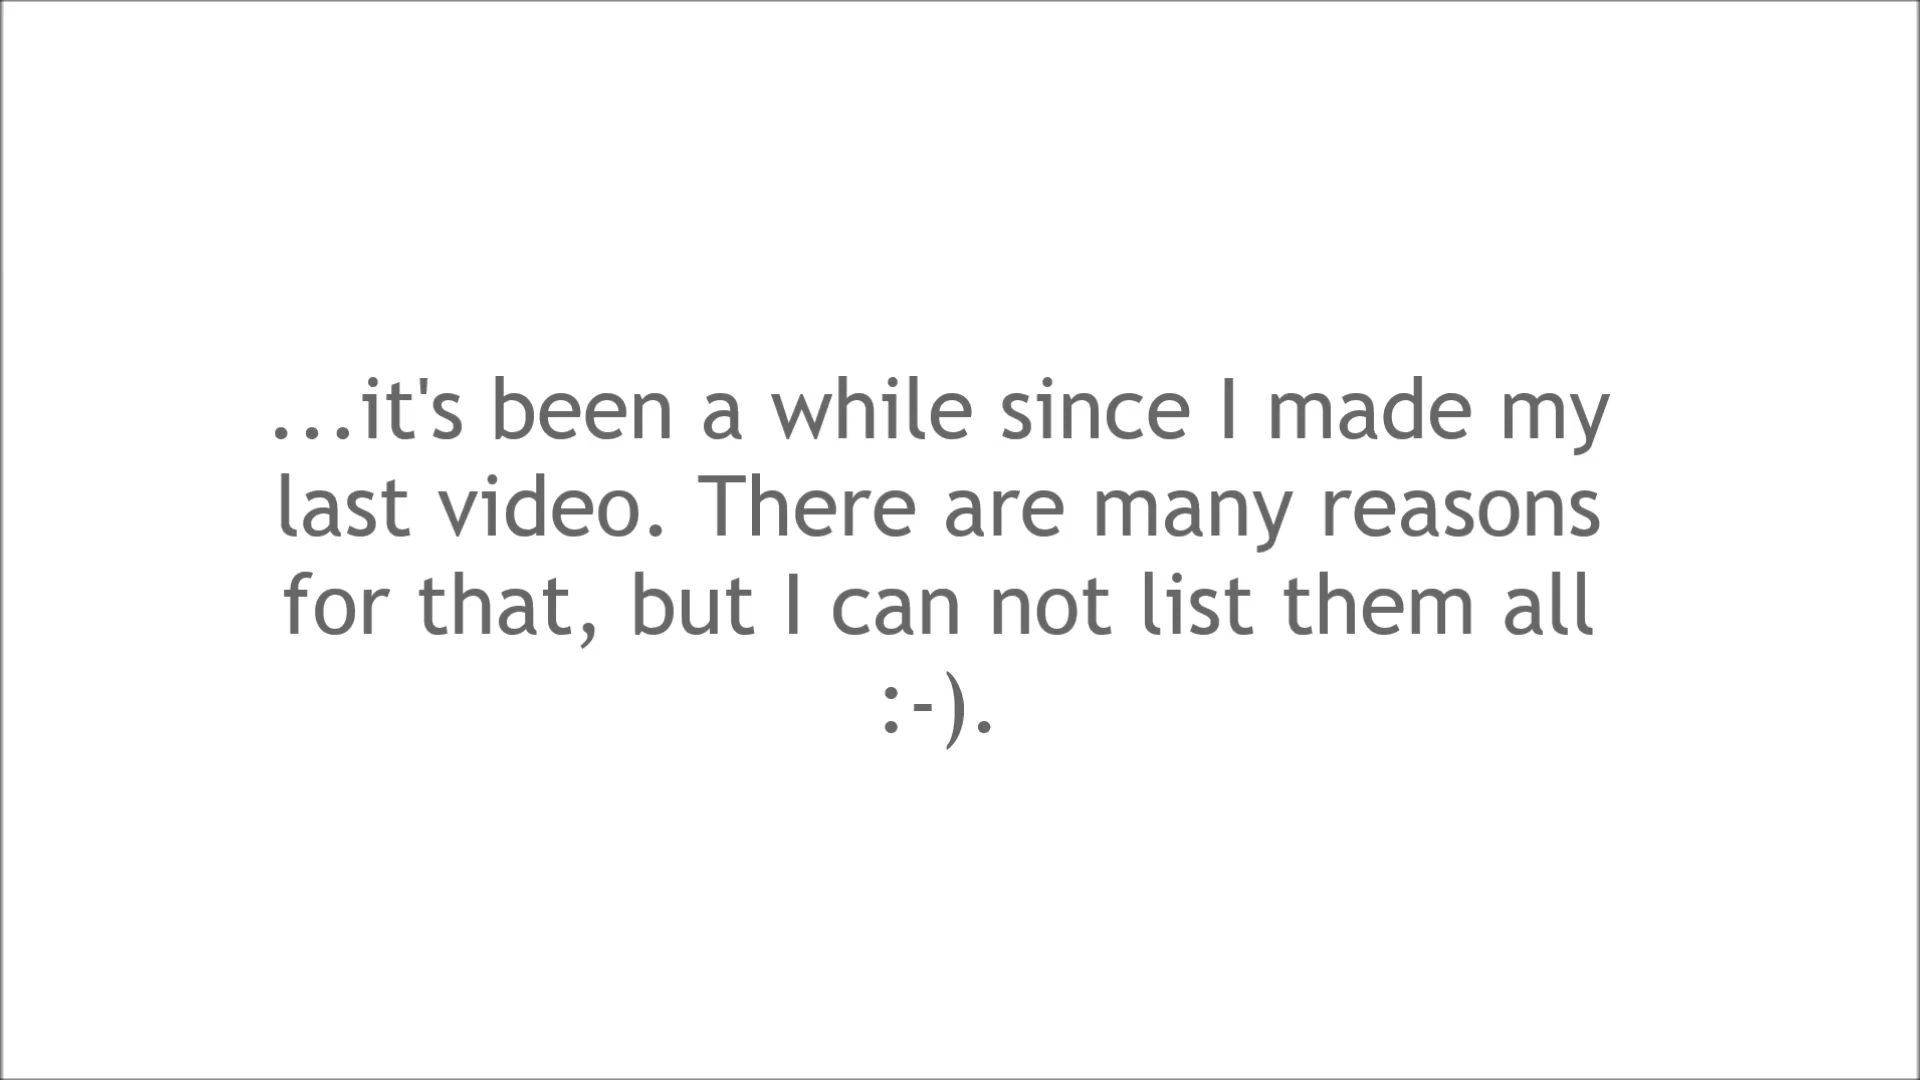 ...it's been a while since I made my
last video. There are many reasons
for that, but I can not list them all
:-).